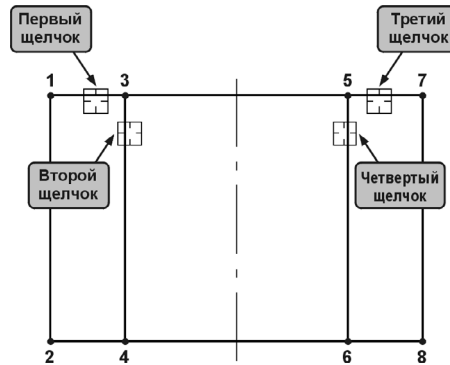 Первый
щелчок
Третий
щелчок
1 3 5 7
Второй
щелчок
Четвертый
щелчок
2 4 6 8